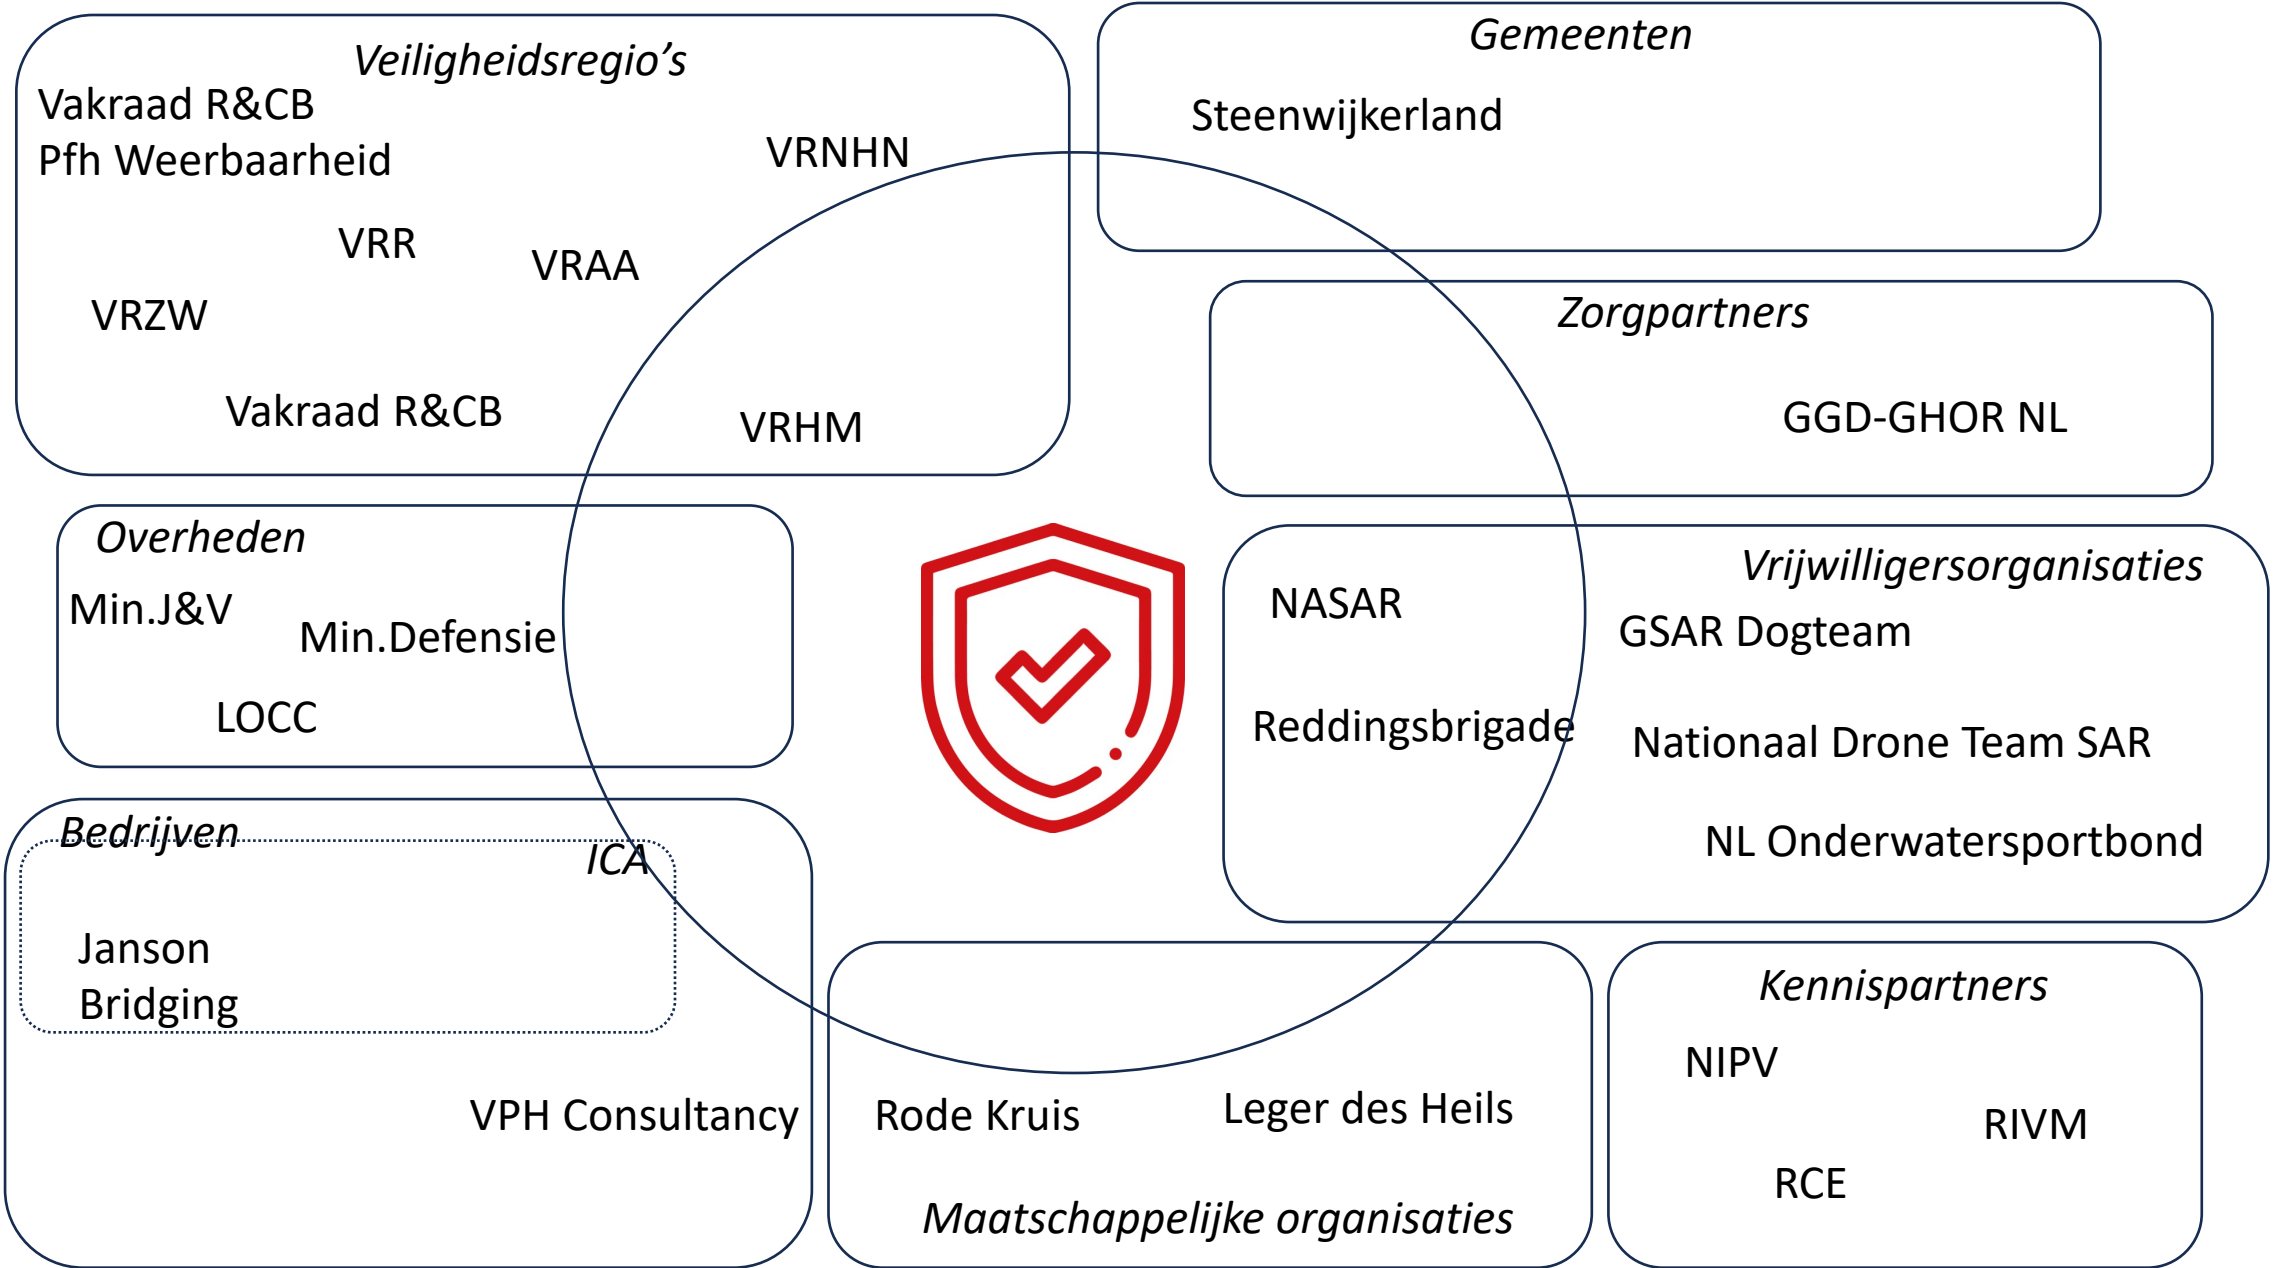 Veiligheidsregio’s
Vakraad R&CB
Pfh Weerbaarheid
VRNHN
VRR
VRAA
VRZW
Vakraad R&CB
VRHM
Gemeenten
Steenwijkerland
Zorgpartners
GGD-GHOR NL
Overheden
Min.J&V
Min.Defensie
LOCC
Vrijwilligersorganisaties
NASAR
GSAR Dogteam
Reddingsbrigade
Nationaal Drone Team SAR
NL Onderwatersportbond
Bedrijven
ICA
Janson
Bridging
VPH Consultancy
Rode Kruis
Leger des Heils
Maatschappelijke organisaties
Kennispartners
NIPV
RIVM
RCE